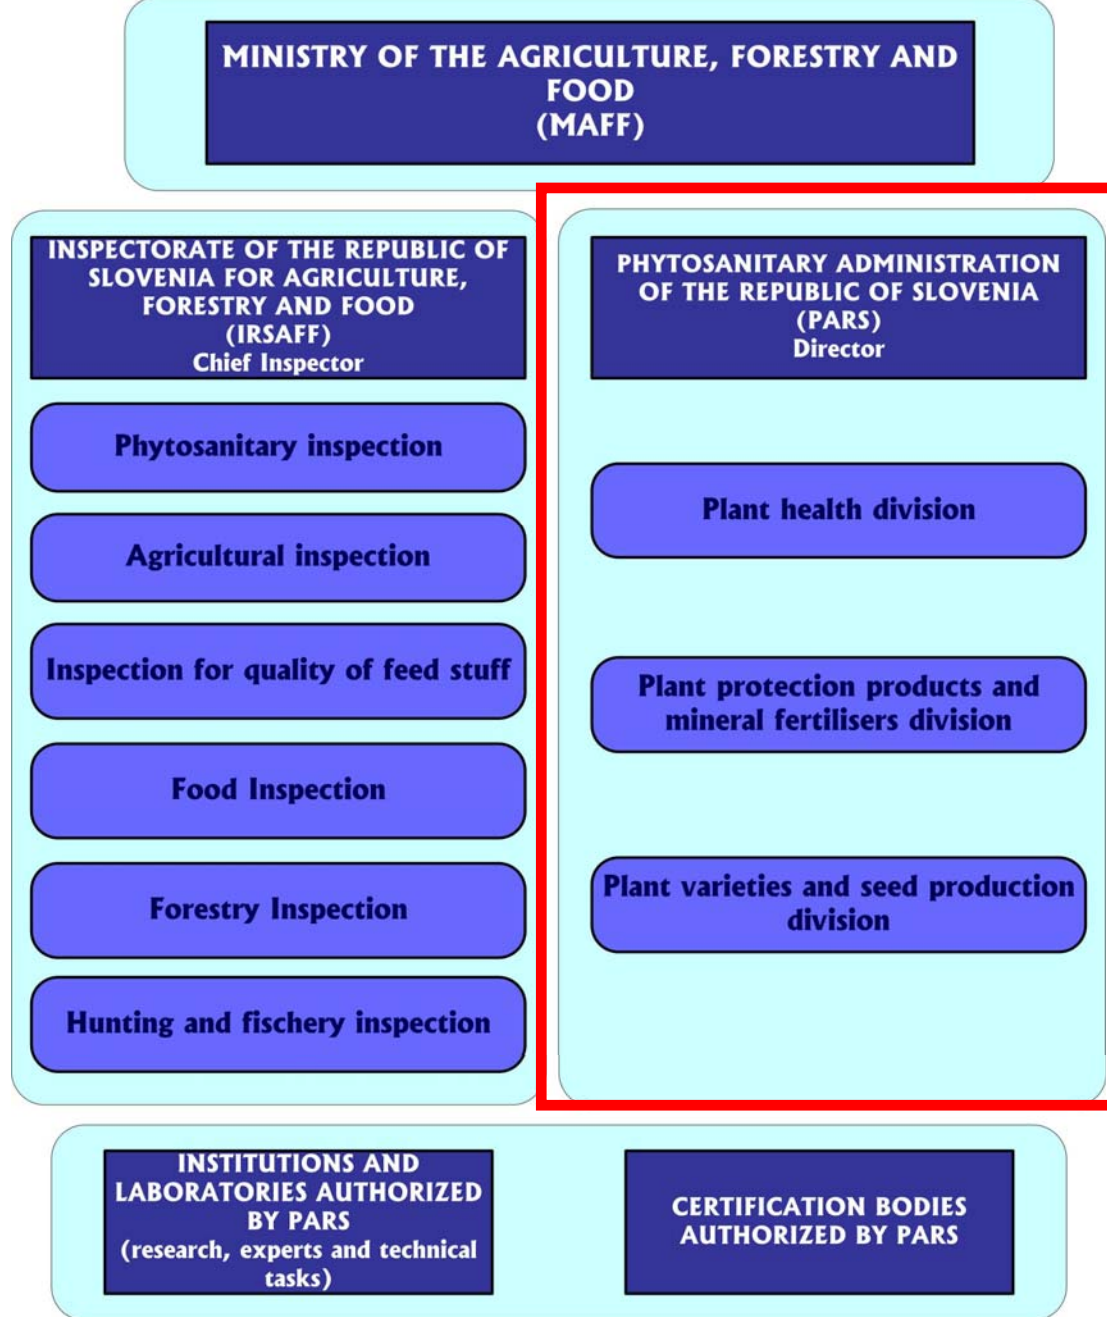 MINISTRY OF THE AGRICULTURE, FORESTRY AND
FOOD
(MAFF)
INSPECTORATE OF THE REPUBLIC OF
SLOVENIA FOR AGRICULTURE,
FORESTRY AND FOOD
(IRSAFF)
Chief Inspector
Phytosanitary inspection
Agricultural inspection
Inspection for quality of feed stuff
Food Inspection
Forestry Inspection
Hunting and fischery inspection
PHYTOSANITARY ADMINISTRATION
OF THE REPUBLIC OF SLOVENIA
(PARS)
Director
Plant health division
Plant protection products and
mineral fertilisers division
Plant varieties and seed production
division
INSTITUTIONS AND
LABORATORIES AUTHORIZED
BY PARS
(research, experts and technical
tasks)
CERTIFICATION BODIES
AUTHORIZED BY PARS